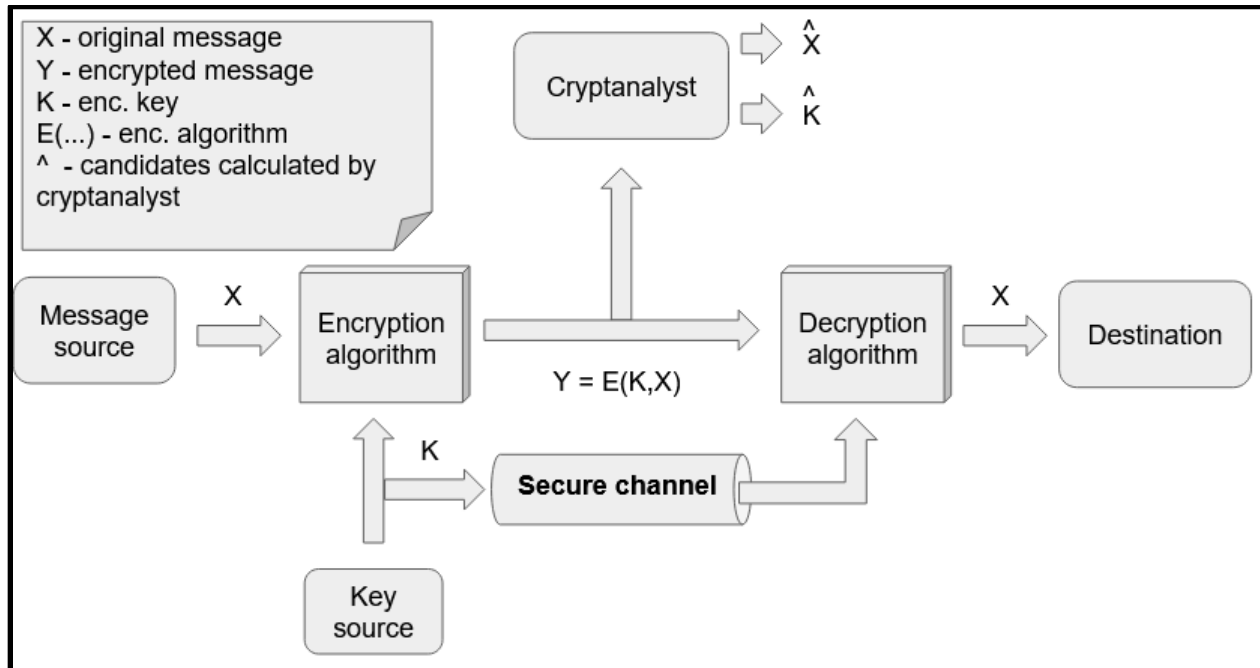 X - original message
Y - encrypted message
K - enc. key
E(...) - enc. algorithm
^ - candidates calculated by
cryptanalyst
Cryptanalyst
^
X
^
K
Message
source
X
Encryption
algorithm
Y = E(K,X)
Decryption
algorithm
X
Destination
K
Secure channel
Key
source